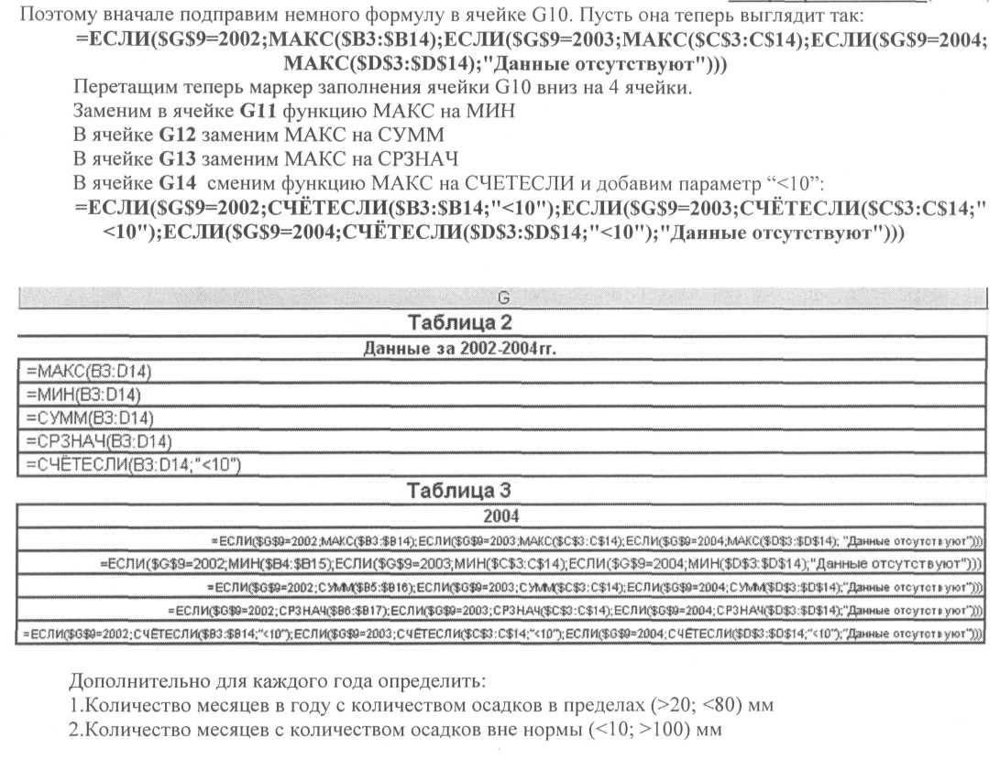 Поэтому вначале подправим немного формулу в ячейке G10. Пусть она теперь выглядит так:
=ЕСЛИ($G$9=2002;МАКС($B3:$B14);ЕСЛИ($G$9=2003;МАКС($C$3:C$14);ЕСЛИ($G$9=2004;
МАКС($D$3:$D$14);"Данные отсутствуют")))
Перетащим теперь маркер заполнения ячейки G10 вниз на 4 ячейки.
Заменим в ячейке G11 функцию МАКС на МИН
В ячейке G12 заменим МАКС на СУММ
В ячейке G13 заменим МАКС на СРЗНАЧ
В ячейке G14 сменим функцию МАКС на СЧЕТЕСЛИ и добавим параметр “<10”:
=ЕСЛИ($G$9=2002;СЧЁТЕСЛИ($B3:$B14;"<10");ЕСЛИ($G$9=2003;СЧЁТЕСЛИ($C$3:C$14;"
<10");ЕСЛИ($G$9=2004;СЧЁТЕСЛИ($D$3:$D$14;"<10");"Данные отсутствуют")))
G
Таблица 2
Данные за 2002-2004гг.
=МАКС(B3:D14)
=МИН(B3:D14)
=СУММ(B3:D14)
=СРЗНАЧ(B3:D14)
=СЧЁТЕСЛИ(B3:D14;"<10")
Таблица 3
2004
=ЕСЛИ($G$9=2002;МАКС($B3:$B14);ЕСЛИ($G$9=2003;МАКС($C$3:C$14);ЕСЛИ($G$9=2004;МАКС($D$3:$D$14); "Данные отсутствуют")))
=ЕСЛИ($G$9=2002;МИН($B4:$B15);ЕСЛИ($G$9=2003;МИН($C$3:C$14);ЕСЛИ($G$9=2004;МИН($D$3:$D$14);"Данные отсутствуют")))
=ЕСЛИ($G$9=2002;СУММ($B5:$B16);ЕСЛИ($G$9=2003;СУММ($C$3:C$14);ЕСЛИ($G$9=2004;СУММ($D$3:$D$14);"Данные отсутствуют")))
=ЕСЛИ($G$9=2002;СРЗНАЧ($B6:$B17);ЕСЛИ($G$9=2003;СРЗНАЧ($C$3:C$14);ЕСЛИ($G$9=2004;СРЗНАЧ($D$3:$D$14);"Данные отсутствуют")))
=ЕСЛИ($G$9=2002;СЧЁТЕСЛИ($B3:$B14;"<10");ЕСЛИ($G$9=2003;СЧЁТЕСЛИ($C$3:C$14;"<10");ЕСЛИ($G$9=2004;СЧЁТЕСЛИ($D$3:$D$14;"<10");"Данные отсутствуют")))
Дополнительно для каждого года определить:
1.Количество месяцев в году с количеством осадков в пределах (>20; <80) мм
2.Количество месяцев с количеством осадков вне нормы (<10; >100) мм